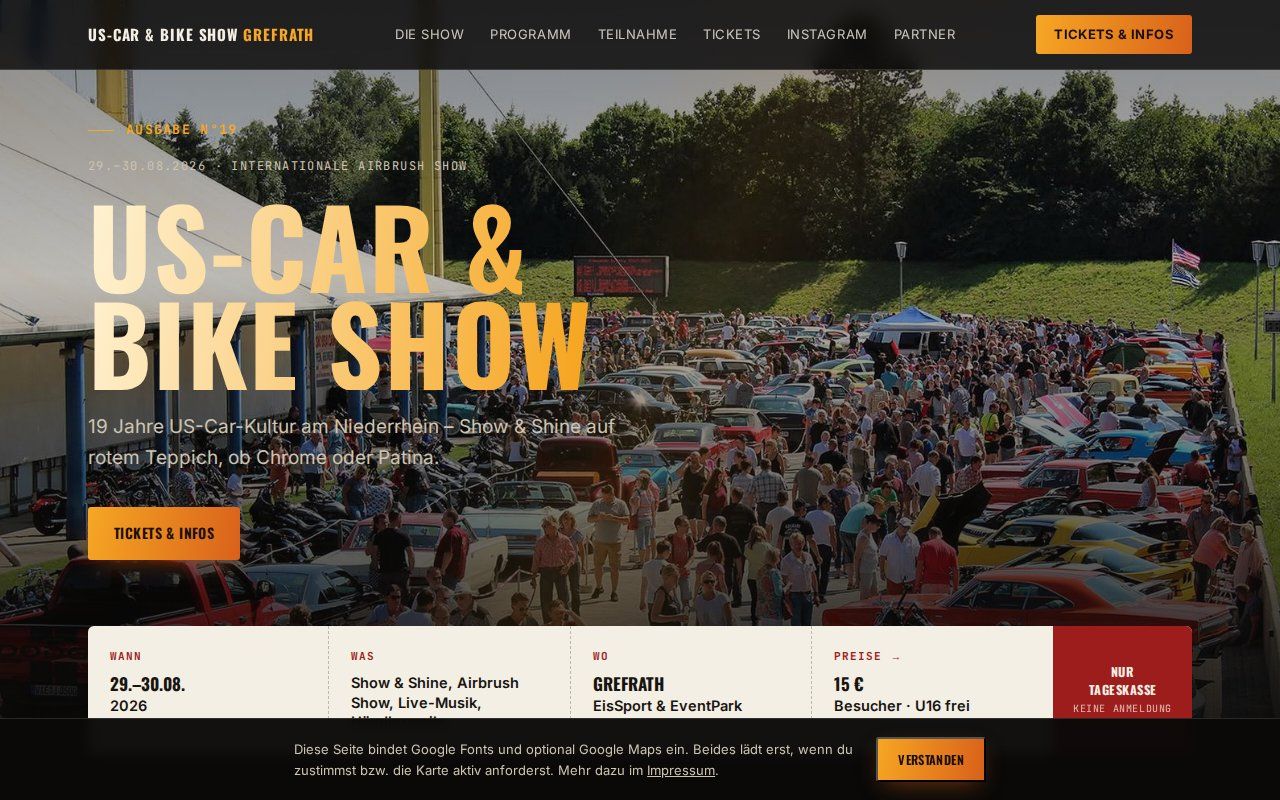 US-CAR & BIKE SHOW GREFRATH
DIE SHOW
PROGRAMM
TEILNAHME
TICKETS
INSTAGRAM
PARTNER
TICKETS & INFOS
AUSGABE N°19
29.–30.08.2026 · INTERNATIONALE AIRBRUSH SHOW
US-CAR &
BIKE SHOW
19 Jahre US-Car-Kultur am Niederrhein – Show & Shine auf
rotem Teppich, ob Chrome oder Patina.
TICKETS & INFOS
WANN
29.–30.08.
2026
WAS
Show & Shine, Airbrush
Show, Live-Musik,
WO
GREFRATH
EisSport & EventPark
PREISE →
15 €
Besucher · U16 frei
NUR
TAGESKASSE
KEINE ANMELDUNG
Diese Seite bindet Google Fonts und optional Google Maps ein. Beides lädt erst, wenn du
zustimmst bzw. die Karte aktiv anforderst. Mehr dazu im Impressum.
VERSTANDEN